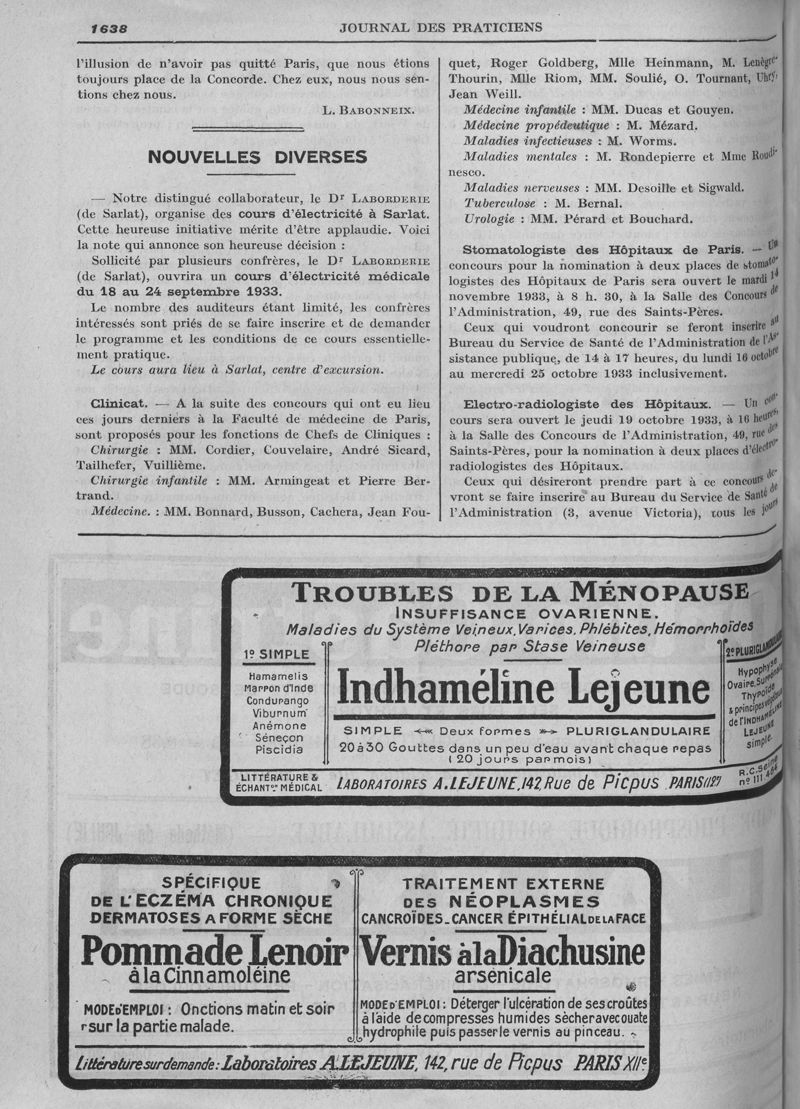 1638
JOURNAL DES PRATICIENS
l'illusion de n'avoir pas quitté Paris, que nous étions
toujours place de la Concorde. Chez eux, nous nous sen-
tions chez nous.
L. BABONNEIX.
NOUVELLES DIVERSES
— Notre distingué collaborateur, le Dr LABORDERIE
(de Sarlat), organise des cours d'électricité à Sarlat.
Cette heureuse initiative mérite d'être applaudie. Voici
la note qui annonce son heureuse décision :
Sollicité par plusieurs confrères, le Dr LABORDERIE
(de Sarlat), ouvrira un cours d'électricité médicale
du 18 au 24 septembre 1933.
Le nombre des auditeurs étant limité, les confrères
intéressés sont priés de se faire inscrire et de demander
le programme et les conditions de ce cours essentielle-
ment pratique.
Le cours aura lieu à Sarlat, centre d'excursion.
Clinicat. — A la suite des concours qui ont eu lieu
ces jours derniers à la Faculté de médecine de Paris,
sont proposés pour les fonctions de Chefs de Cliniques :
Chirurgie : MM. Cordier, Couvelaire, André Sicard,
Tailhefer, Vuillième.
Chirurgie infantile : MM. Armingeat et Pierre Ber-
trand.
Médecine. : MM. Bonnard, Busson, Cachera, Jean Fou-
quet, Roger Goldberg, Mlle Heinmann, M. Lenègre-
Thourin, Mlle Riom, MM. Soulié, O. Tournant, Uhry,
Jean Weill.
Médecine infantile : MM. Ducas et Gouyen.
Médecine propédeutique : M. Mézard.
Maladies infectieuses : M. Worms.
Maladies mentales : M. Rondepierre et Mme Roudi-
nesco.
Maladies nerveuses : MM. Desoille et Sigwald.
Tuberculose : M. Bernal.
Urologie : MM. Pérard et Bouchard.
Stomatologiste des Hôpitaux de Paris. — Un
concours pour la nomination à deux places de stomato-
logistes des Hôpitaux de Paris sera ouvert le mardi 14
novembre 1933, à 8 h. 30, à la Salle des Concours de
l'Administration, 49, rue des Saints-Pères.
Ceux qui voudront concourir se feront inscrire au
Bureau du Service de Santé de l'Administration de l'As-
sistance publique, de 14 à 17 heures, du lundi 16 octobre
au mercredi 25 octobre 1933 inclusivement.
Electro-radiologiste des Hôpitaux. — Un con-
cours sera ouvert le jeudi 19 octobre 1933, à 16 heures,
à la Salle des Concours de l'Administration, 49, rue des
Saints-Pères, pour la nomination à deux places d'électro-
radiologistes des Hôpitaux.
Ceux qui désireront prendre part à ce concours de-
vront se faire inscrire au Bureau du Service de Santé de
l'Administration (3, avenue Victoria), tous les jours
TROUBLES DE LA MÉNOPAUSE
INSUFFISANCE OVARIENNE.
Maladies du Système Veineux, Varices, Phlébites, Hémorrhoïdes
Pléthore par Stase Veineuse
1º SIMPLE
Hamamelis
Marron d'Inde
Condurango
Viburnum
Anémone
Séneçon
Piscidia
Indhaméline Lejeune
SIMPLE Deux formes PLURIGLANDULAIRE
20 à 30 Gouttes dans un peu d'eau avant chaque repas
(20 jours par mois)
2º PLURIGLAND
Hypophyse
Ovaire, Surrénale
Thyroïde
& principes
de l'INDHAMÉLINE
LEJEUNE
simple
LITTÉRATURE &
ÉCHANT.ⁿˢ MÉDICAL
LABORATOIRES A. LEJEUNE, 142, Rue de Picpus PARIS (12ᵉ)
R.C. Seine
nº 111.464
SPÉCIFIQUE
DE L'ECZÉMA CHRONIQUE
DERMATOSES A FORME SÈCHE
Pommade Lenoir
à la Cinnamoléine
MODE D'EMPLOI : Onctions matin et soir
sur la partie malade.
TRAITEMENT EXTERNE
DES NÉOPLASMES
CANCROÏDES_CANCER ÉPITHÉLIAL DE LA FACE
Vernis à la Diachusine
arsénicale
MODE D'EMPLOI : Déterger l'ulcération de ses croûtes
à l'aide de compresses humides sècher avec ouate
hydrophile puis passer le vernis au pinceau.
Littérature sur demande : Laboratoires A. LEJEUNE, 142, rue de Picpus PARIS XIIᵉ